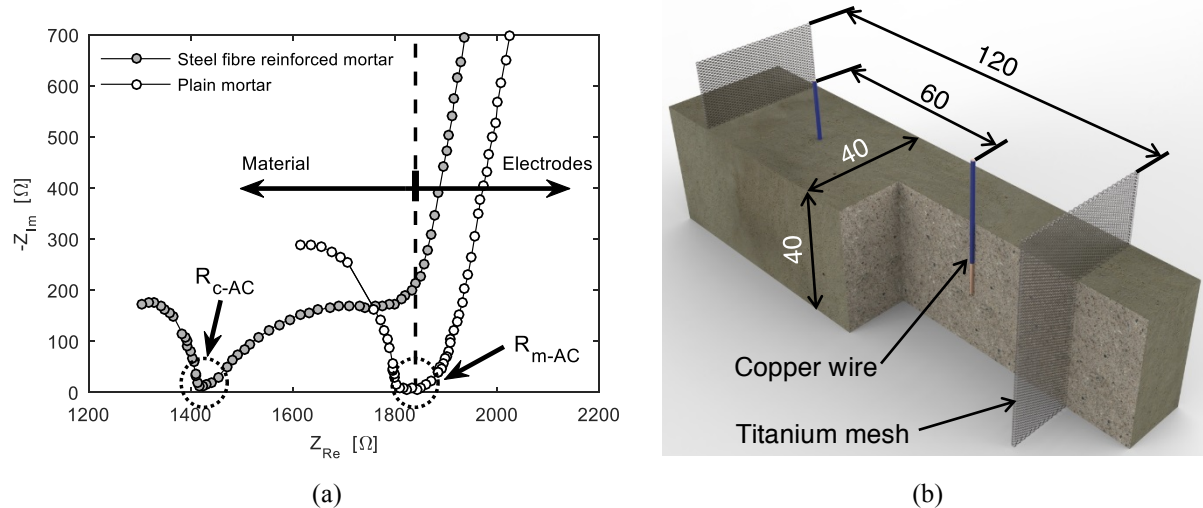 700
600
500
400
300
200
100
0
-Z_Im [Ω]
Steel fibre reinforced mortar
Plain mortar
Material
Electrodes
R_c-AC
R_m-AC
1200 1400 1600 1800 2000 2200
Z_Re [Ω]
(a)
120
60
40
40
Copper wire
Titanium mesh
(b)